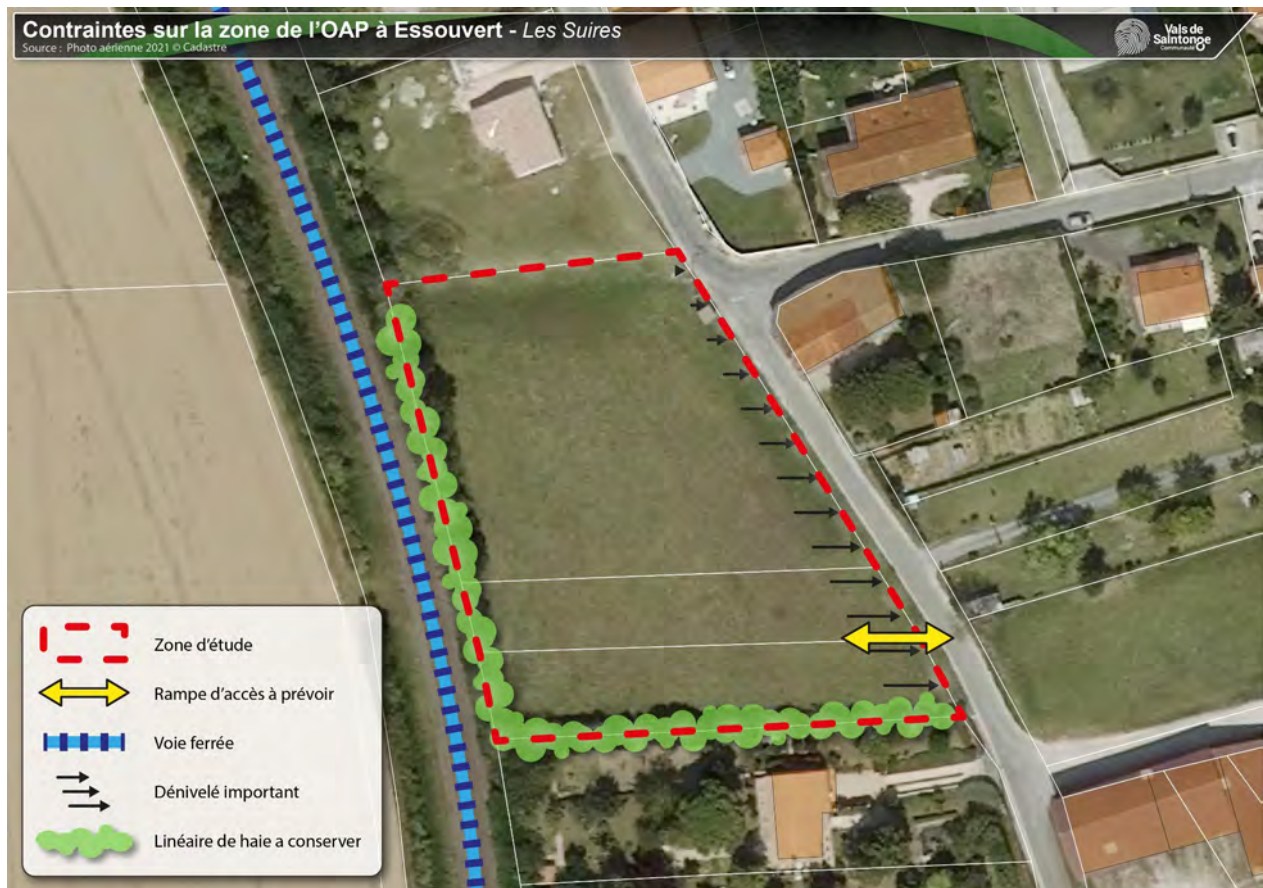 Contraintes sur la zone de l'OAP à Essouvert - Les Suires
Source : Photo aérienne 2021 © Cadastre
Vals de
Saintonge
Communauté
Zone d'étude
Rampe d'accès à prévoir
Voie ferrée
Dénivelé important
Linéaire de haie a conserver